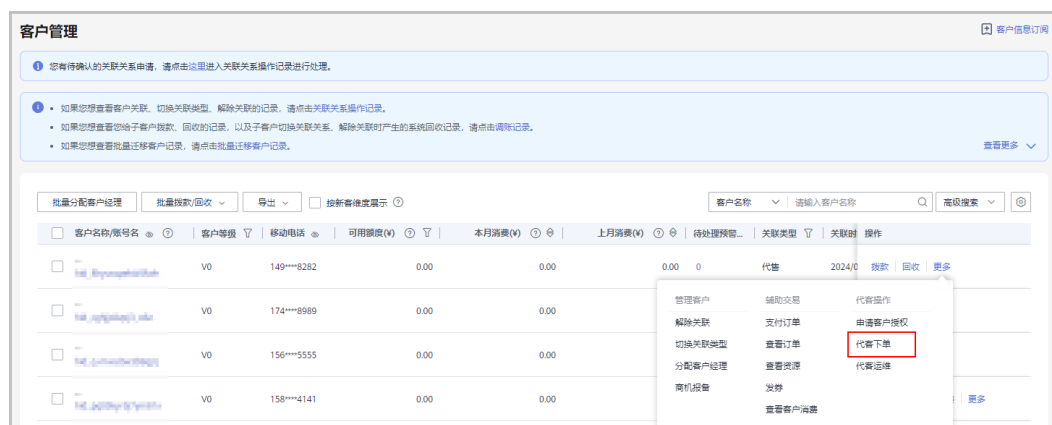 客户管理
客户信息订阅
您有待确认的关联关系申请，请点击这里进入关联关系操作记录进行处理。
• 如果您想查看客户关联、切换关联类型、解除关联的记录，请点击关联关系操作记录。
• 如果您想查看您给子客户拨款、回收的记录，以及子客户切换关联关系、解除关联时产生的系统回收记录，请点击调账记录。
• 如果您想查看批量迁移客户记录，请点击批量迁移客户记录。
查看更多
批量分配客户经理 批量拨款/回收 导出 按新客维度展示 客户名称 请输入客户名称 高级搜索
客户名称/账号名 客户等级 移动电话 可用额度(¥) 本月消费(¥) 上月消费(¥) 待处理预警... 关联类型 关联时 操作
V0 149****8282 0.00 0.00 0.00 0 代售 2024/0 拨款 回收 更多
V0 174****8989 0.00 0.00
V0 156****5555 0.00 0.00
V0 158****4141 0.00 0.00 更多
管理客户 辅助交易 代客操作
解除关联 支付订单 申请客户授权
切换关联类型 查看订单 代客下单
分配客户经理 查看资源 代客运维
商机报备 发券
查看客户消费